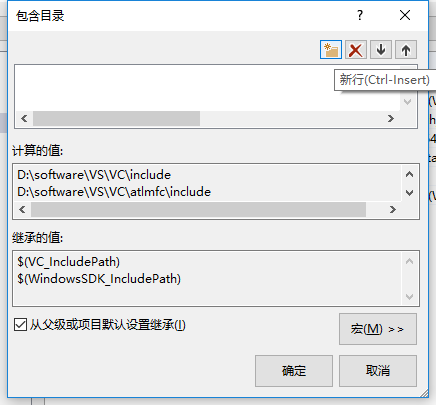 包含目录
新行(Ctrl-Insert)
计算的值:
D:\software\VS\VC\include
D:\software\VS\VC\atlmfc\include
继承的值:
$(VC_IncludePath)
$(WindowsSDK_IncludePath)
从父级或项目默认设置继承(I)
宏(M) >>
确定
取消